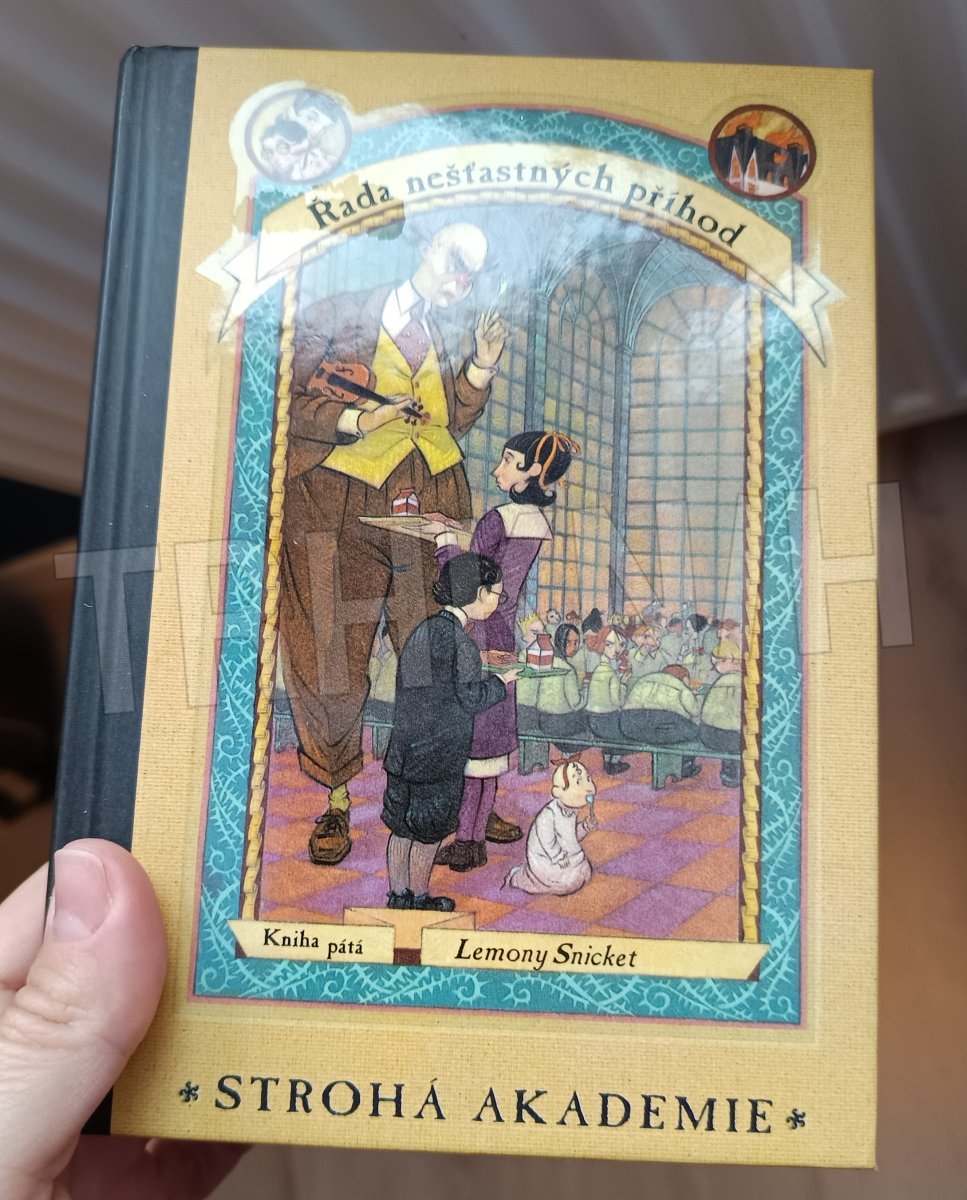 Řada nešťastných příhod
Kniha pátá
Lemony Snicket
STROHÁ AKADEMIE